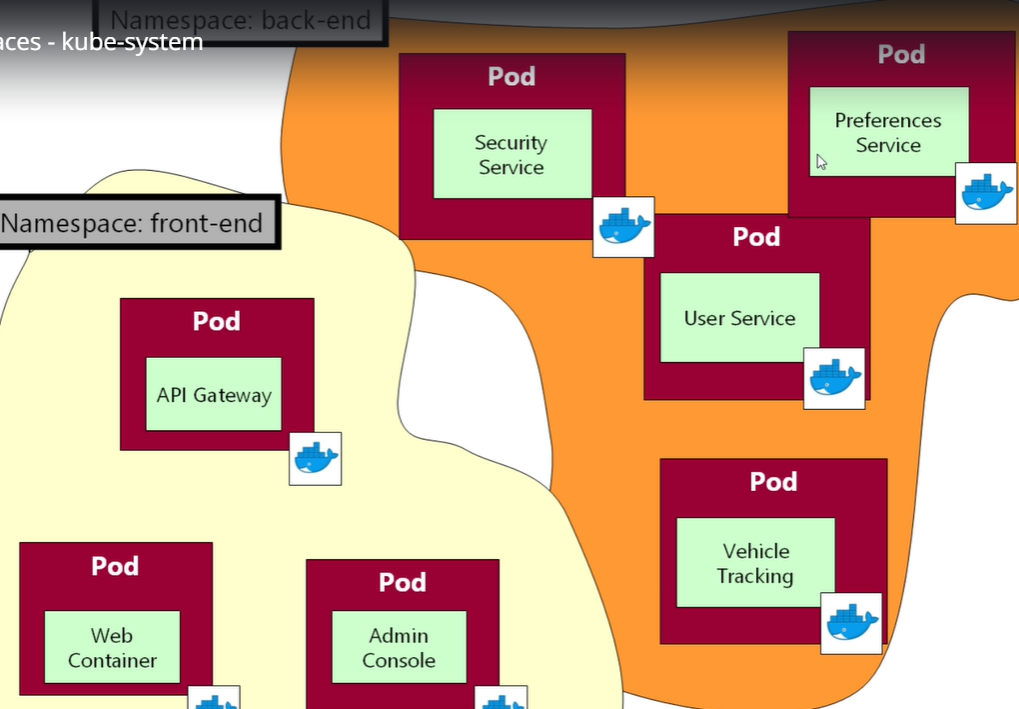 Namespace: back-end
aces - kube-system
Pod
Security
Service
Pod
Preferences
Service
Namespace: front-end
Pod
User Service
Pod
API Gateway
Pod
Vehicle
Tracking
Pod
Web
Container
Pod
Admin
Console